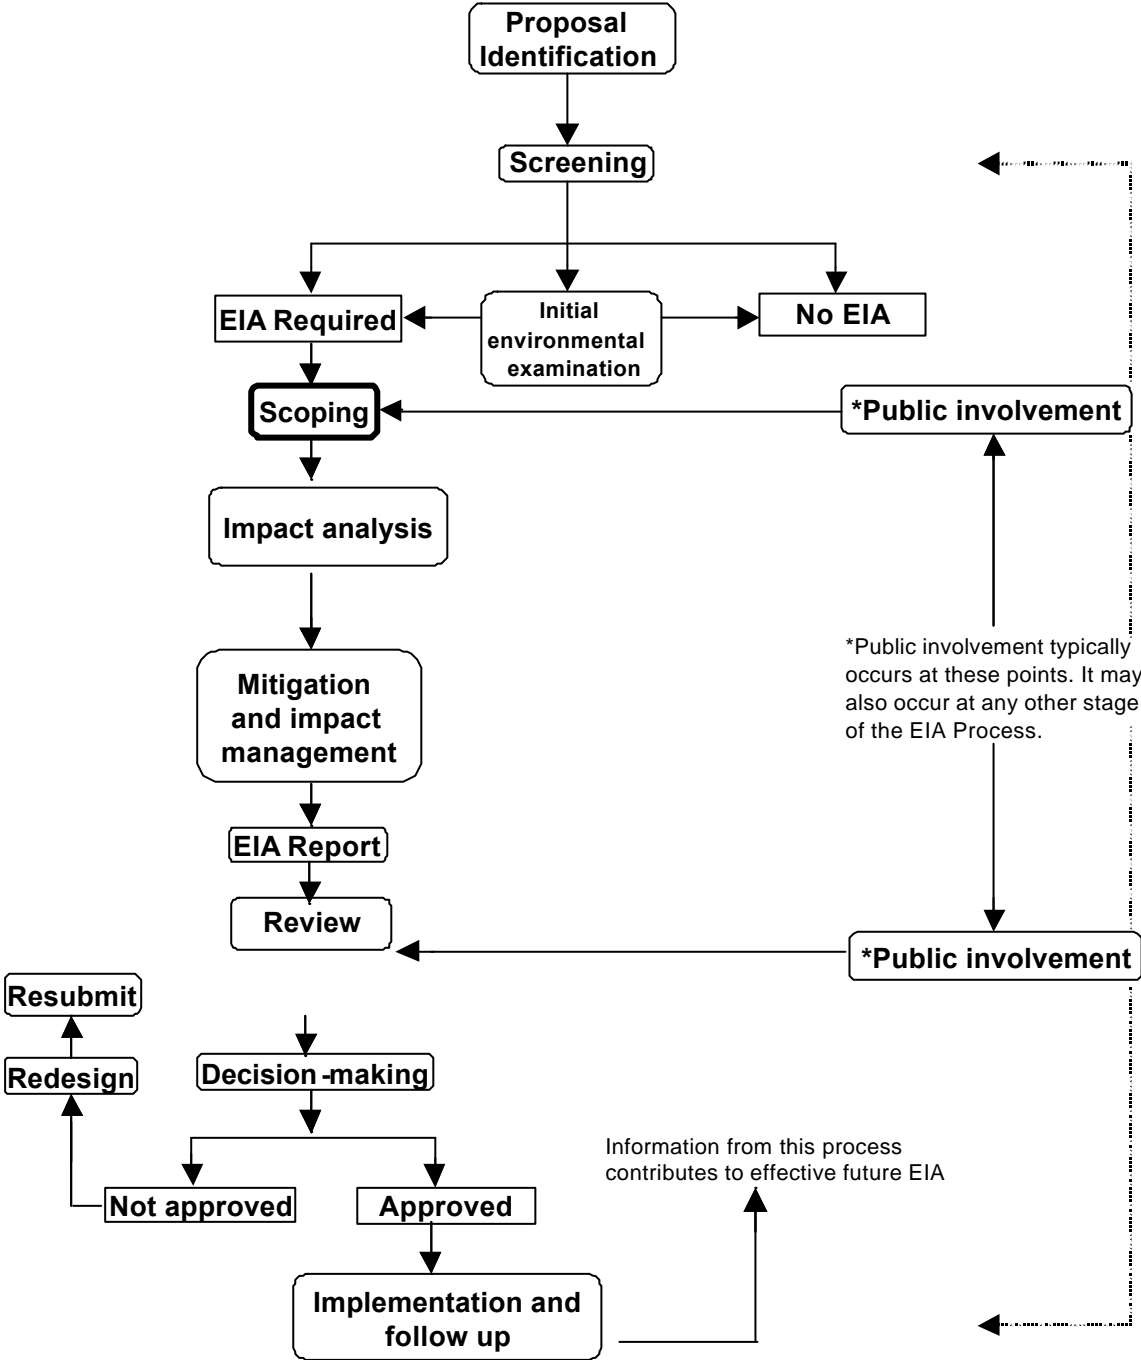 Proposal
Identification
Screening
EIA Required
Initial
environmental
examination
No EIA
Scoping
*Public involvement
Impact analysis
*Public involvement typically
occurs at these points. It may
also occur at any other stage
of the EIA Process.
Mitigation
and impact
management
EIA Report
Review
*Public involvement
Resubmit
Redesign
Decision-making
Information from this process
contributes to effective future EIA
Not approved
Approved
Implementation and
follow up